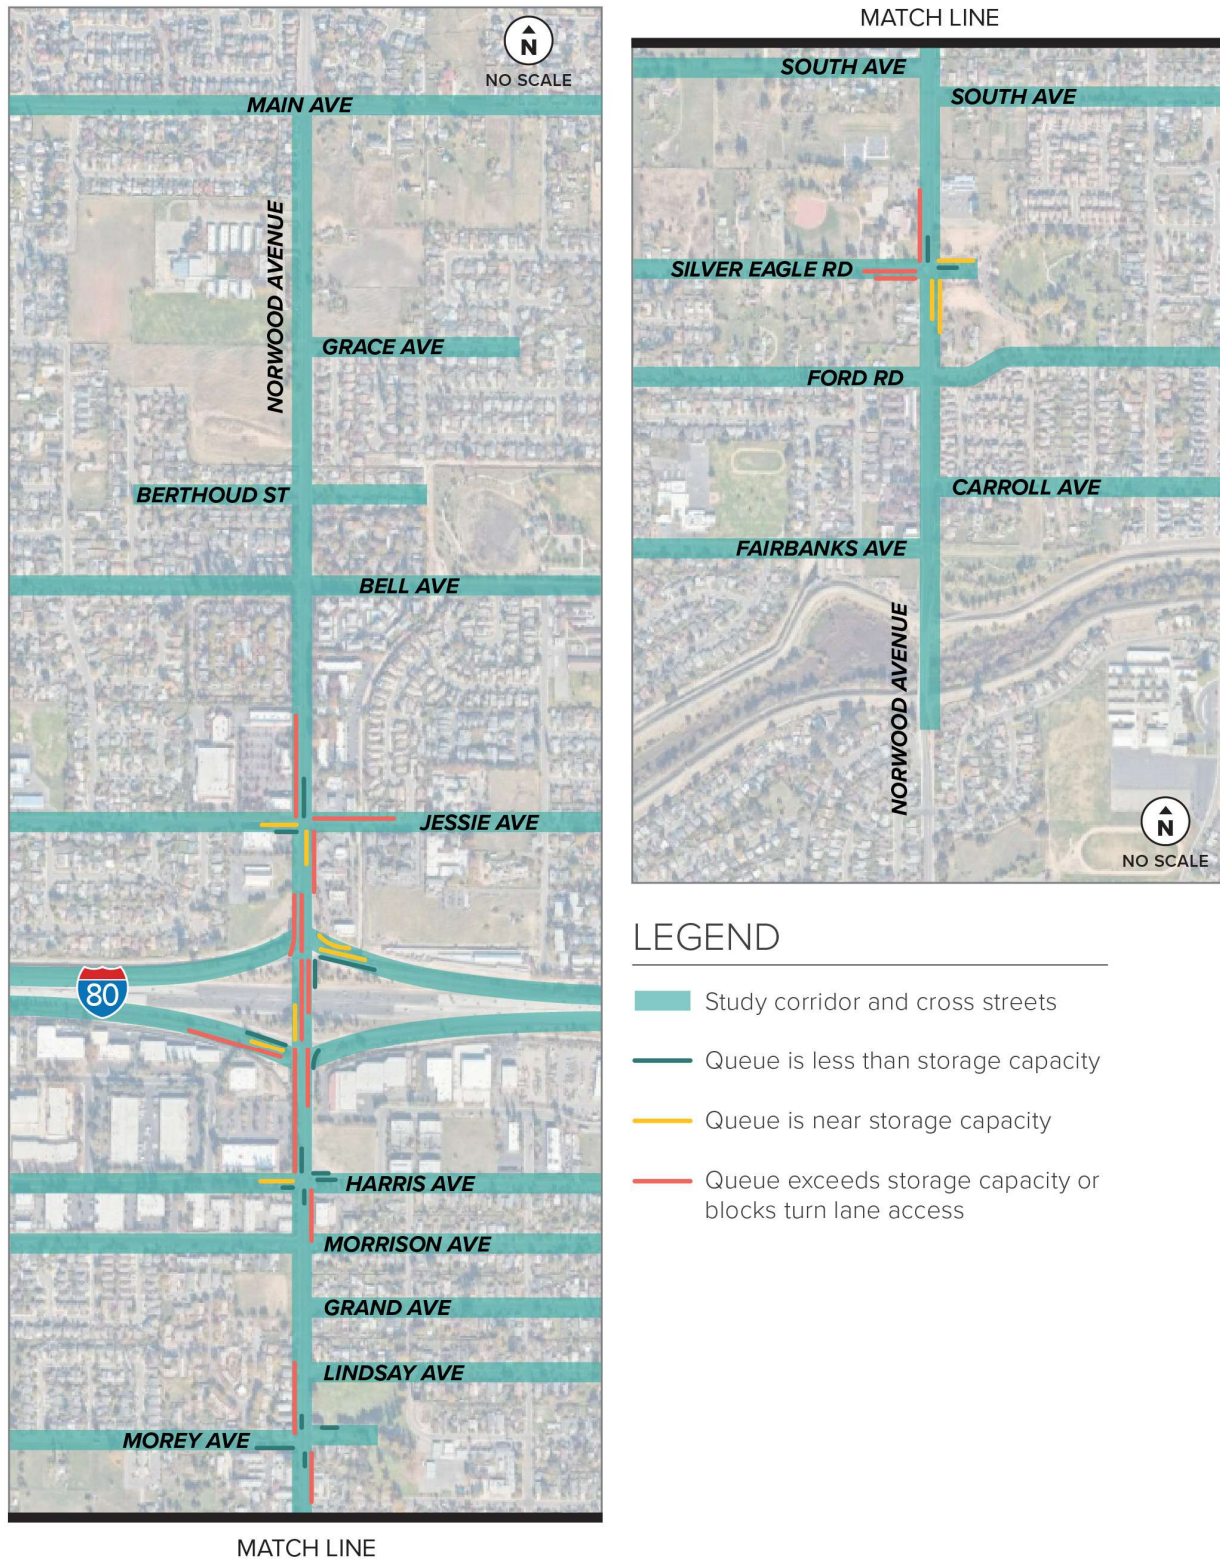 N
NO SCALE
MAIN AVE
NORWOOD AVENUE
GRACE AVE
BERTHOUD ST
BELL AVE
JESSIE AVE
80
HARRIS AVE
MORRISON AVE
GRAND AVE
LINDSAY AVE
MOREY AVE
MATCH LINE
MATCH LINE
SOUTH AVE
SOUTH AVE
SILVER EAGLE RD
FORD RD
CARROLL AVE
FAIRBANKS AVE
NORWOOD AVENUE
N
NO SCALE
LEGEND
Study corridor and cross streets
Queue is less than storage capacity
Queue is near storage capacity
Queue exceeds storage capacity or
blocks turn lane access